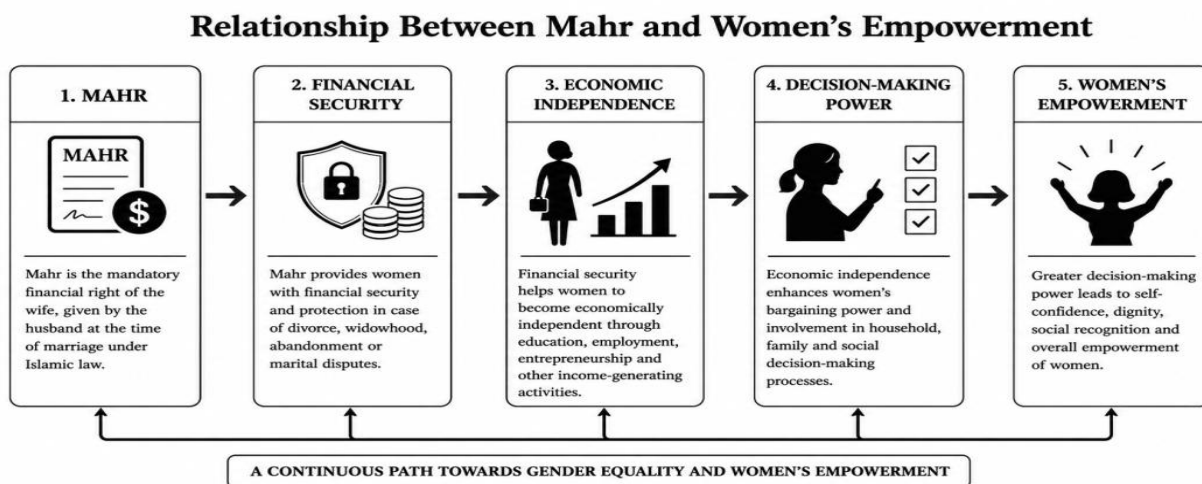 Relationship Between Mahr and Women's Empowerment
1. MAHR
MAHR
$
Mahr is the mandatory
financial right of the
wife, given by the
husband at the time
of marriage under
Islamic law.
2. FINANCIAL
SECURITY
Mahr provides women
with financial security
and protection in case
of divorce, widowhood,
abandonment or
marital disputes.
3. ECONOMIC
INDEPENDENCE
Financial security
helps women to
become economically
independent through
education, employment,
entrepreneurship and
other income-generating
activities.
4. DECISION-MAKING
POWER
Economic independence
enhances women's
bargaining power and
involvement in household,
family and social
decision-making
processes.
5. WOMEN'S
EMPOWERMENT
Greater decision-making
power leads to self-
confidence, dignity,
social recognition and
overall empowerment
of women.
A CONTINUOUS PATH TOWARDS GENDER EQUALITY AND WOMEN'S EMPOWERMENT